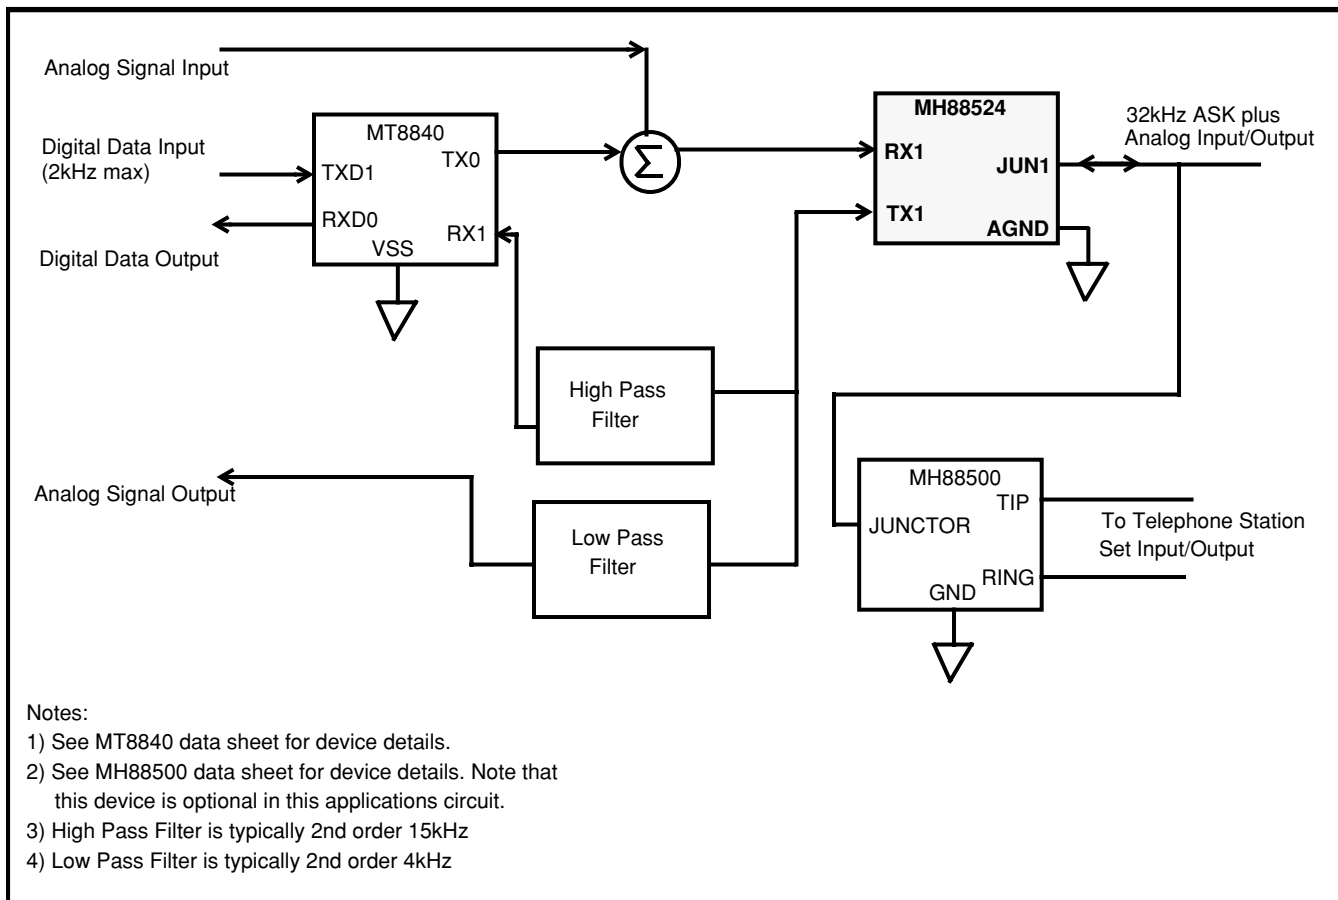 Analog Signal Input
Digital Data Input
(2kHz max)
Digital Data Output
MT8840
TX0
TXD1
RXD0
RX1
VSS
Σ
MH88524
RX1
JUN1
TX1
AGND
32kHz ASK plus
Analog Input/Output
High Pass
Filter
Analog Signal Output
Low Pass
Filter
MH88500
TIP
JUNCTOR
RING
GND
To Telephone Station
Set Input/Output
Notes:
1) See MT8840 data sheet for device details.
2) See MH88500 data sheet for device details. Note that
this device is optional in this applications circuit.
3) High Pass Filter is typically 2nd order 15kHz
4) Low Pass Filter is typically 2nd order 4kHz